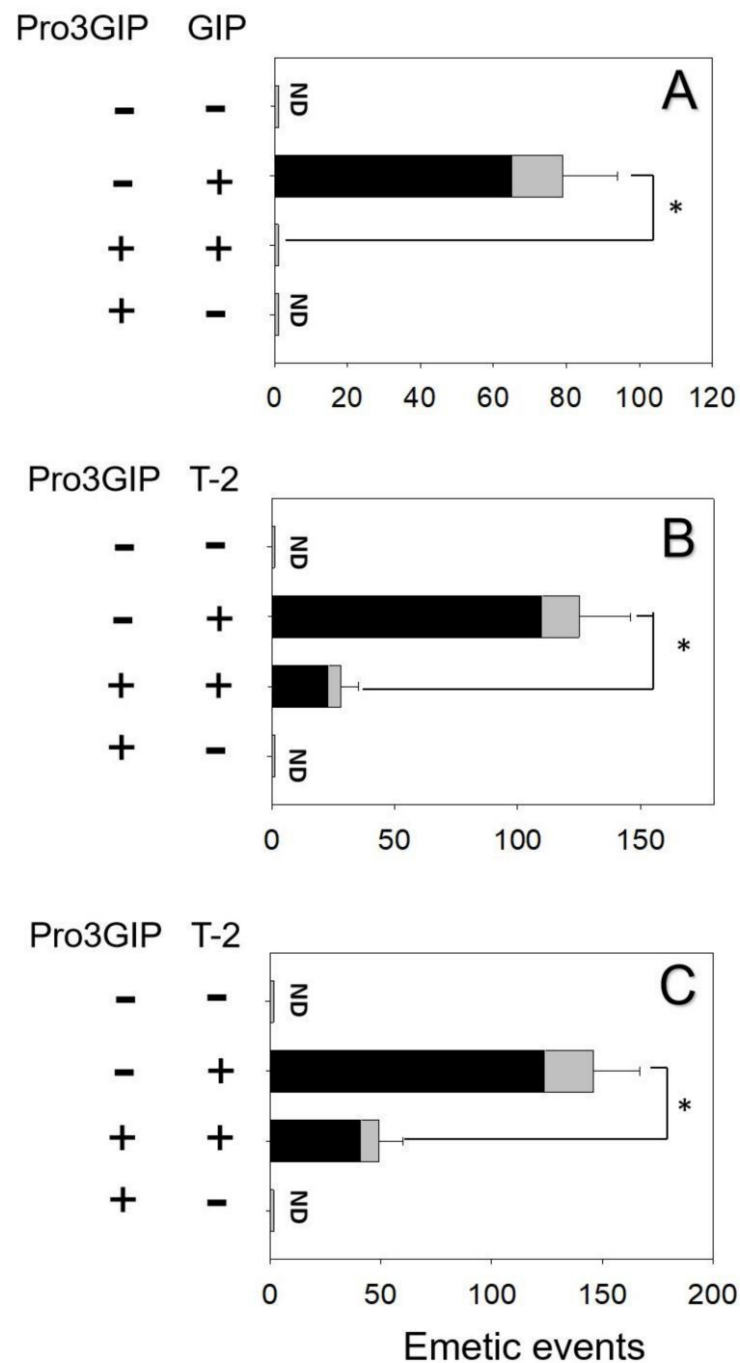 Pro3GIP GIP
A
- - ND
- +
*
+ +
+ - ND
0 20 40 60 80 100 120
Pro3GIP T-2
B
- - ND
- +
*
+ +
+ - ND
0 50 100 150
Pro3GIP T-2
C
- - ND
- +
*
+ +
+ - ND
0 50 100 150 200
Emetic events